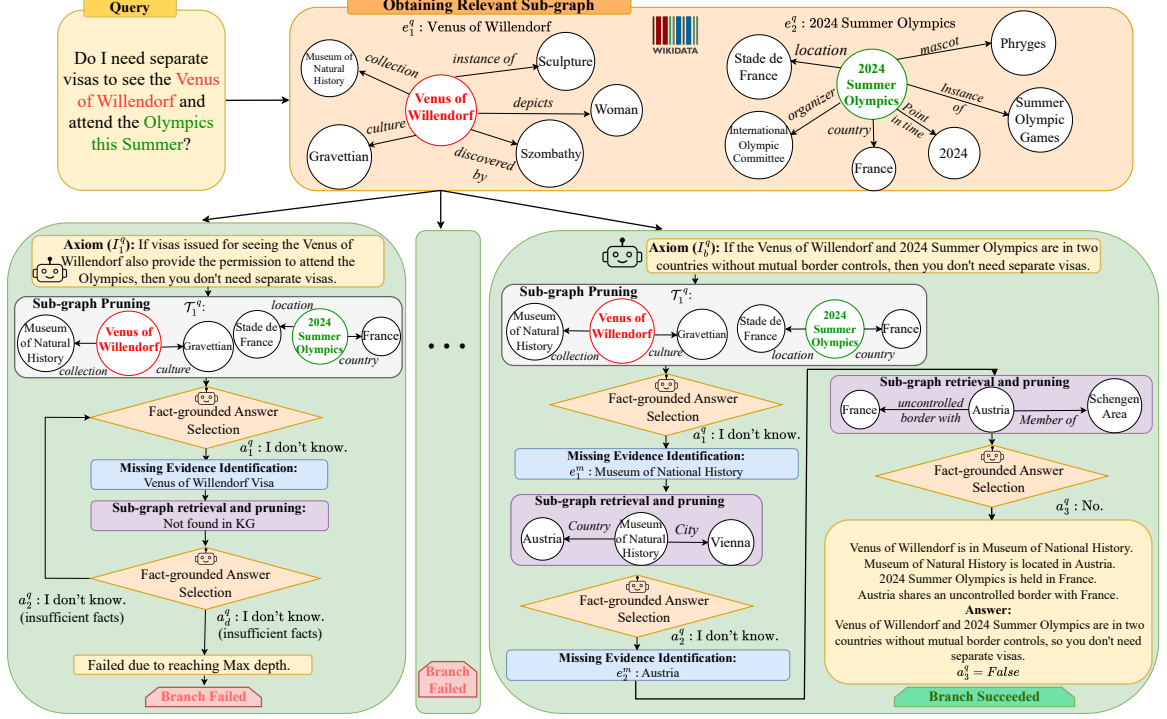 Query
Do I need separate
visas to see the Venus
of Willendorf and
attend the Olympics
this Summer?
Obtaining Relevant Sub-graph
e_1^q : Venus of Willendorf
WIKIDATA
e_2^q : 2024 Summer Olympics
Museum of
Natural
History
collection
instance of
Sculpture
Venus of
Willendorf
depicts
Woman
culture
Gravettian
discovered
by
Szombathy
Stade de
France
location
mascot
Phryges
2024
Summer
Olympics
organizer
International
Olympic
Committee
country
France
Point
in time
2024
Instance
of
Summer
Olympic
Games
Axiom (I_1^q): If visas issued for seeing the Venus of
Willendorf also provide the permission to attend the
Olympics, then you don't need separate visas.
Sub-graph Pruning
𝒯_1^q:
Museum
of Natural
History
collection
Venus of
Willendorf
culture
Gravettian
Stade de
France
location
2024
Summer
Olympics
country
France
Fact-grounded Answer
Selection
a_1^q : I don't know.
Missing Evidence Identification:
Venus of Willendorf Visa
Sub-graph retrieval and pruning:
Not found in KG
Fact-grounded Answer
Selection
a_2^q : I don't know.
(insufficient facts)
a_d^q : I don't know.
(insufficient facts)
Failed due to reaching Max depth.
Branch Failed
• • •
Branch
Failed
Axiom (I_b^q): If the Venus of Willendorf and 2024 Summer Olympics are in two
countries without mutual border controls, then you don't need separate visas.
Sub-graph Pruning
𝒯_1^q:
Museum
of Natural
History
collection
Venus of
Willendorf
culture
Gravettian
Stade de
France
location
2024
Summer
Olympics
country
France
Fact-grounded Answer
Selection
a_1^q : I don't know.
Missing Evidence Identification:
e_1^m : Museum of National History
Sub-graph retrieval and pruning
Austria
Country
Museum
of Natural
History
City
Vienna
Fact-grounded Answer
Selection
a_2^q : I don't know.
Missing Evidence Identification:
e_2^m : Austria
Sub-graph retrieval and pruning
France
uncontrolled
border with
Austria
Member of
Schengen
Area
Fact-grounded Answer
Selection
a_3^q : No.
Venus of Willendorf is in Museum of National History.
Museum of Natural History is located in Austria.
2024 Summer Olympics is held in France.
Austria shares an uncontrolled border with France.
Answer:
Venus of Willendorf and 2024 Summer Olympics are in two
countries without mutual border controls, so you don't need
separate visas.
a_3^q = False
Branch Succeeded